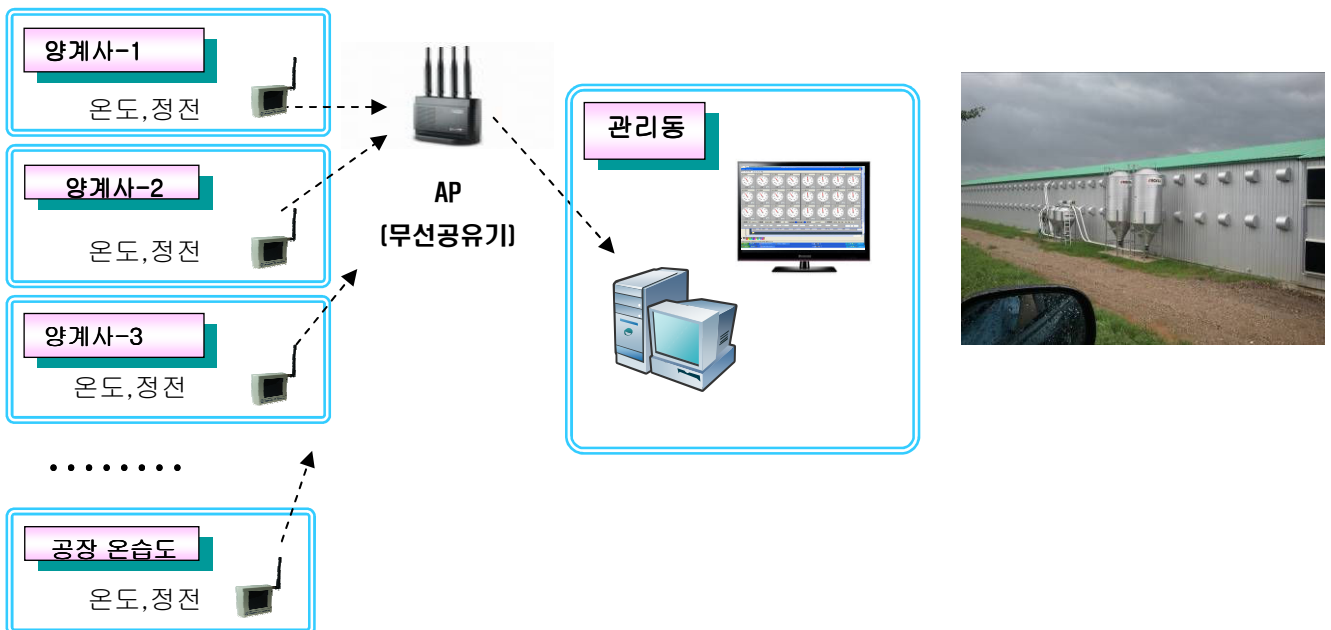 양계사-1
온도,정전
양계사-2
온도,정전
양계사-3
온도,정전
········
공장 온습도
온도,정전
AP
(무선공유기)
관리동